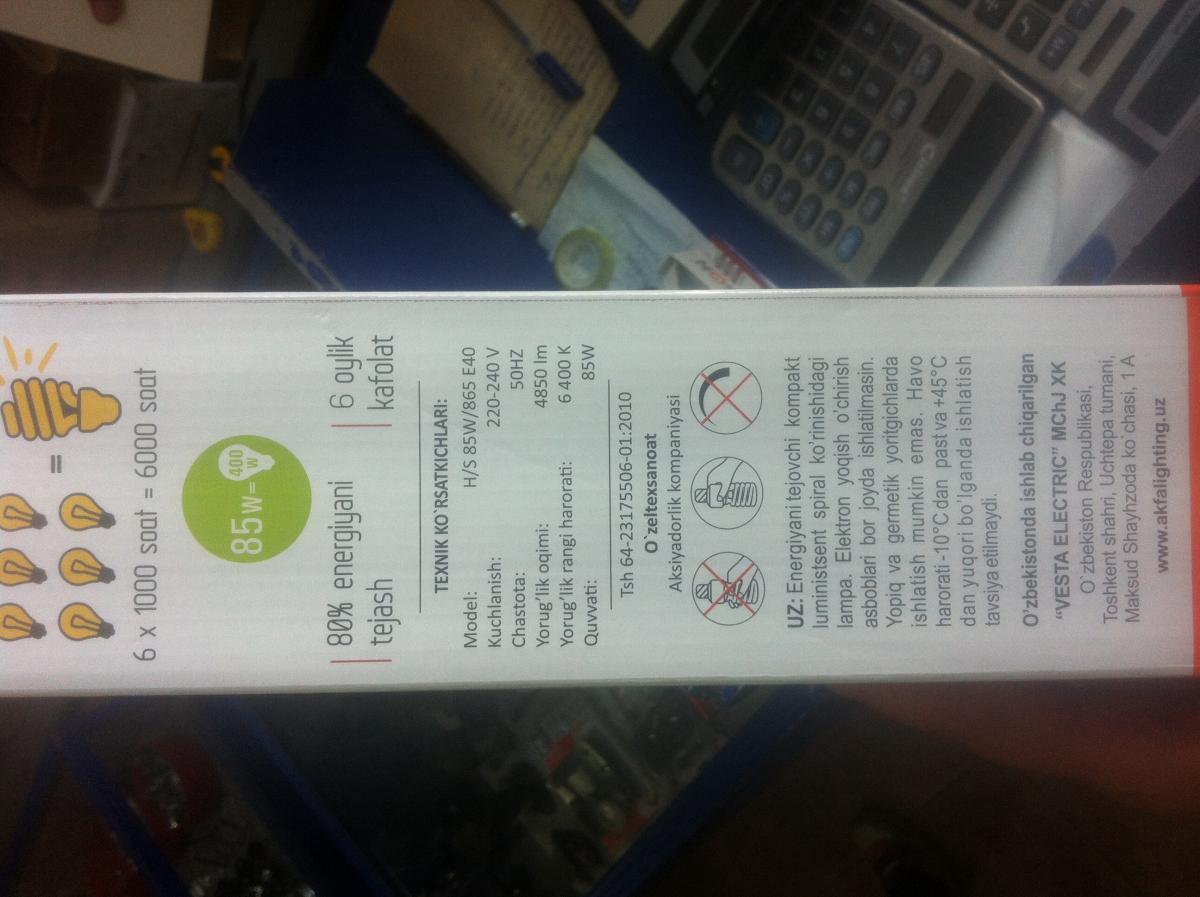 =
6 x 1000 saat = 6000 saat
85W=
400
W
80% energiyani
tejash
6 oylik
kafolat
TEXNIK KO`RSATKICHLARI:
Model: H/S 85W/865 E40
Kuchlanish: 220-240 V
Chastota: 50HZ
Yorug'lik oqimi: 4850 lm
Yorug'lik rangi harorati: 6 400 K
Quvvati: 85W
Tsh 64-23175506-01:2010
O`zeltexsanoat
Aksiyadorlik kompaniyasi
UZ: Energiyani tejovchi kompakt
luministsent spiral ko'rinishidagi
lampa. Elektron yoqish o'chirish
asboblari bor joyda ishlatilmasin.
Yopiq va germetik yoritgichlarda
ishlatish mumkin emas. Havo
harorati -10°C dan past va +45°C
dan yuqori bo'lganda ishlatish
tavsiya etilmaydi.
O'zbekistonda ishlab chiqarilgan
"VESTA ELECTRIC" MChJ XK
O`zbekiston Respublikasi,
Toshkent shahri, Uchtepa tumani,
Maksud Shayhzoda ko`chasi, 1 A
www.akfalighting.uz